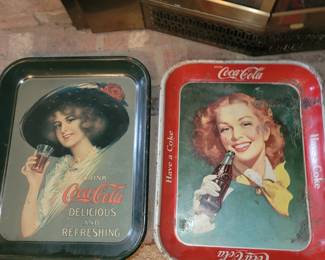 DRINK
Coca-Cola
DELICIOUS
AND
REFRESHING
Coca-Cola
Have a Coke
Have a Coke
Coca-Cola